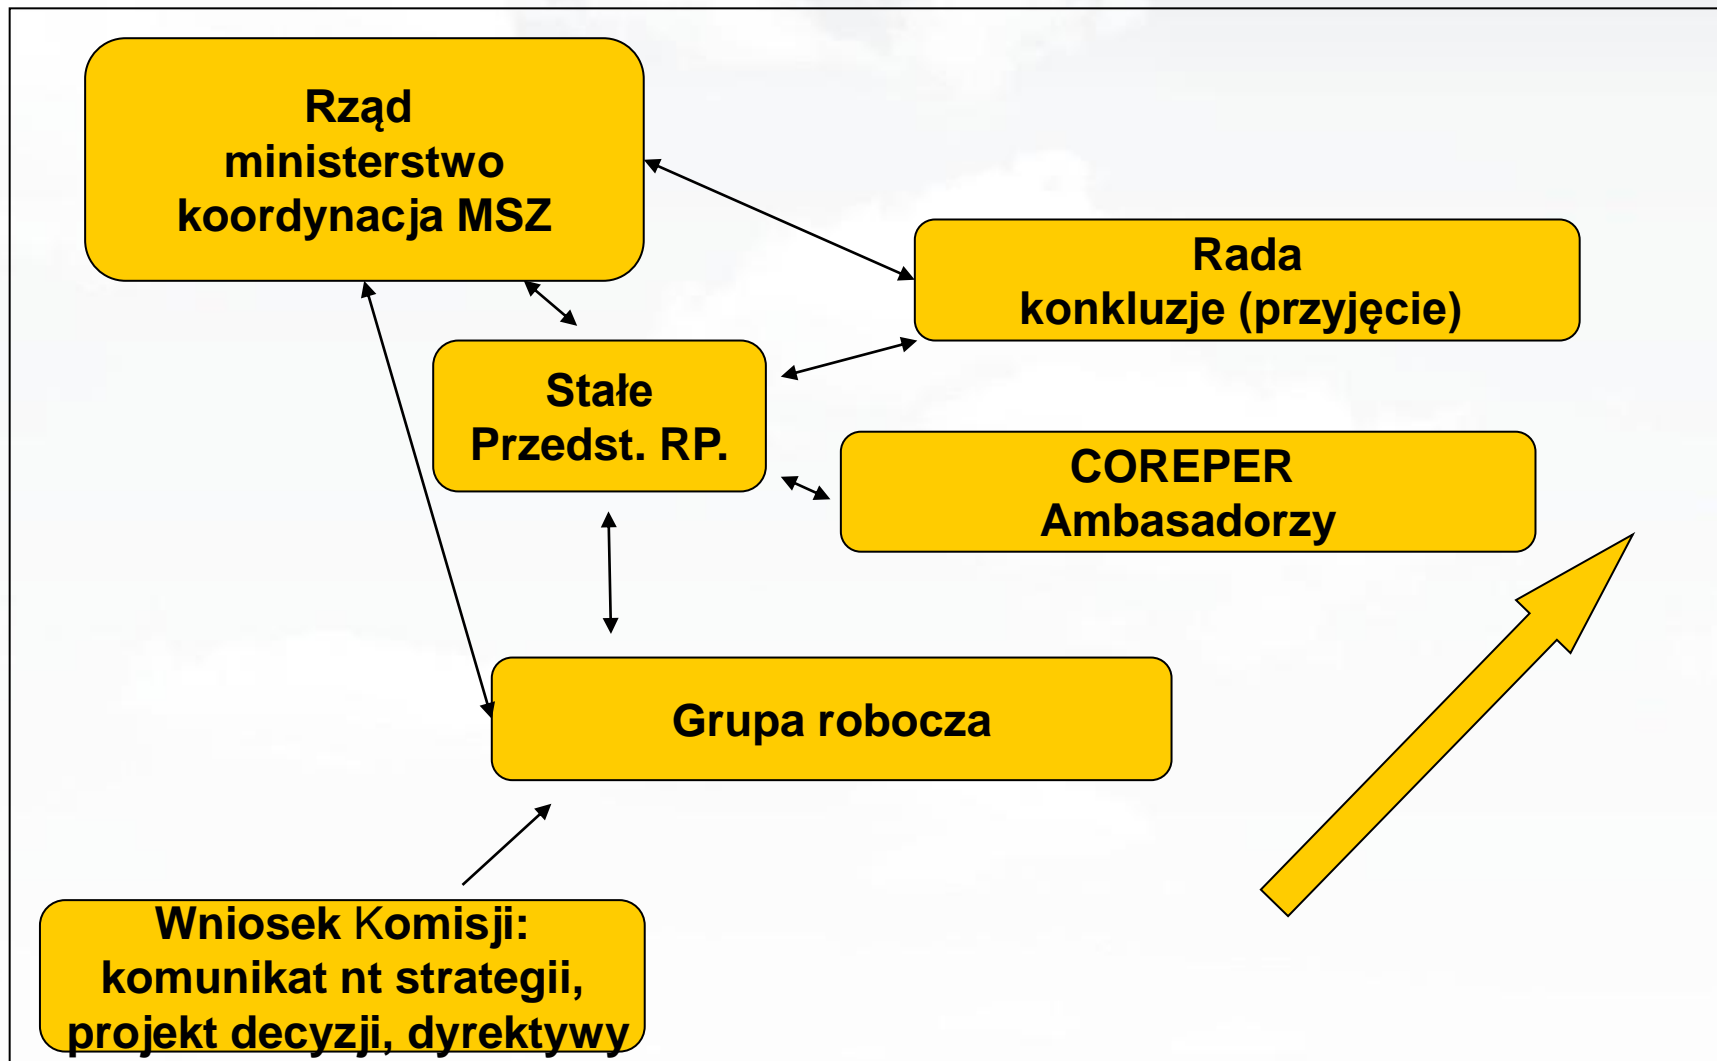 Rząd
ministerstwo
koordynacja MSZ
Rada
konkluzje (przyjęcie)
Stałe
Przedst. RP.
COREPER
Ambasadorzy
Grupa robocza
Wniosek Komisji:
komunikat nt strategii,
projekt decyzji, dyrektywy